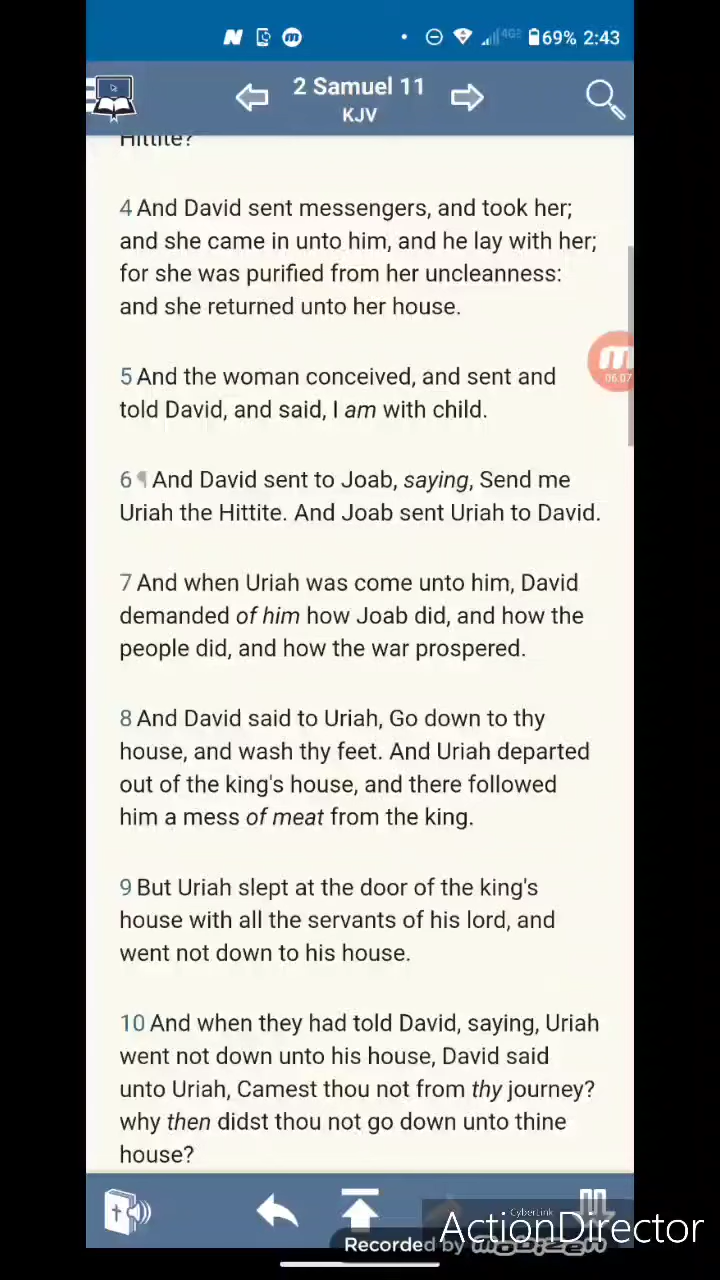 69% 2:43
2 Samuel 11
KJV
Hittite?
4 And David sent messengers, and took her;
and she came in unto him, and he lay with her;
for she was purified from her uncleanness:
and she returned unto her house.
06:07
5 And the woman conceived, and sent and
told David, and said, I am with child.
6 ¶ And David sent to Joab, saying, Send me
Uriah the Hittite. And Joab sent Uriah to David.
7 And when Uriah was come unto him, David
demanded of him how Joab did, and how the
people did, and how the war prospered.
8 And David said to Uriah, Go down to thy
house, and wash thy feet. And Uriah departed
out of the king's house, and there followed
him a mess of meat from the king.
9 But Uriah slept at the door of the king's
house with all the servants of his lord, and
went not down to his house.
10 And when they had told David, saying, Uriah
went not down unto his house, David said
unto Uriah, Camest thou not from thy journey?
why then didst thou not go down unto thine
house?
CyberLink
ActionDirector
Recorded by mobizen